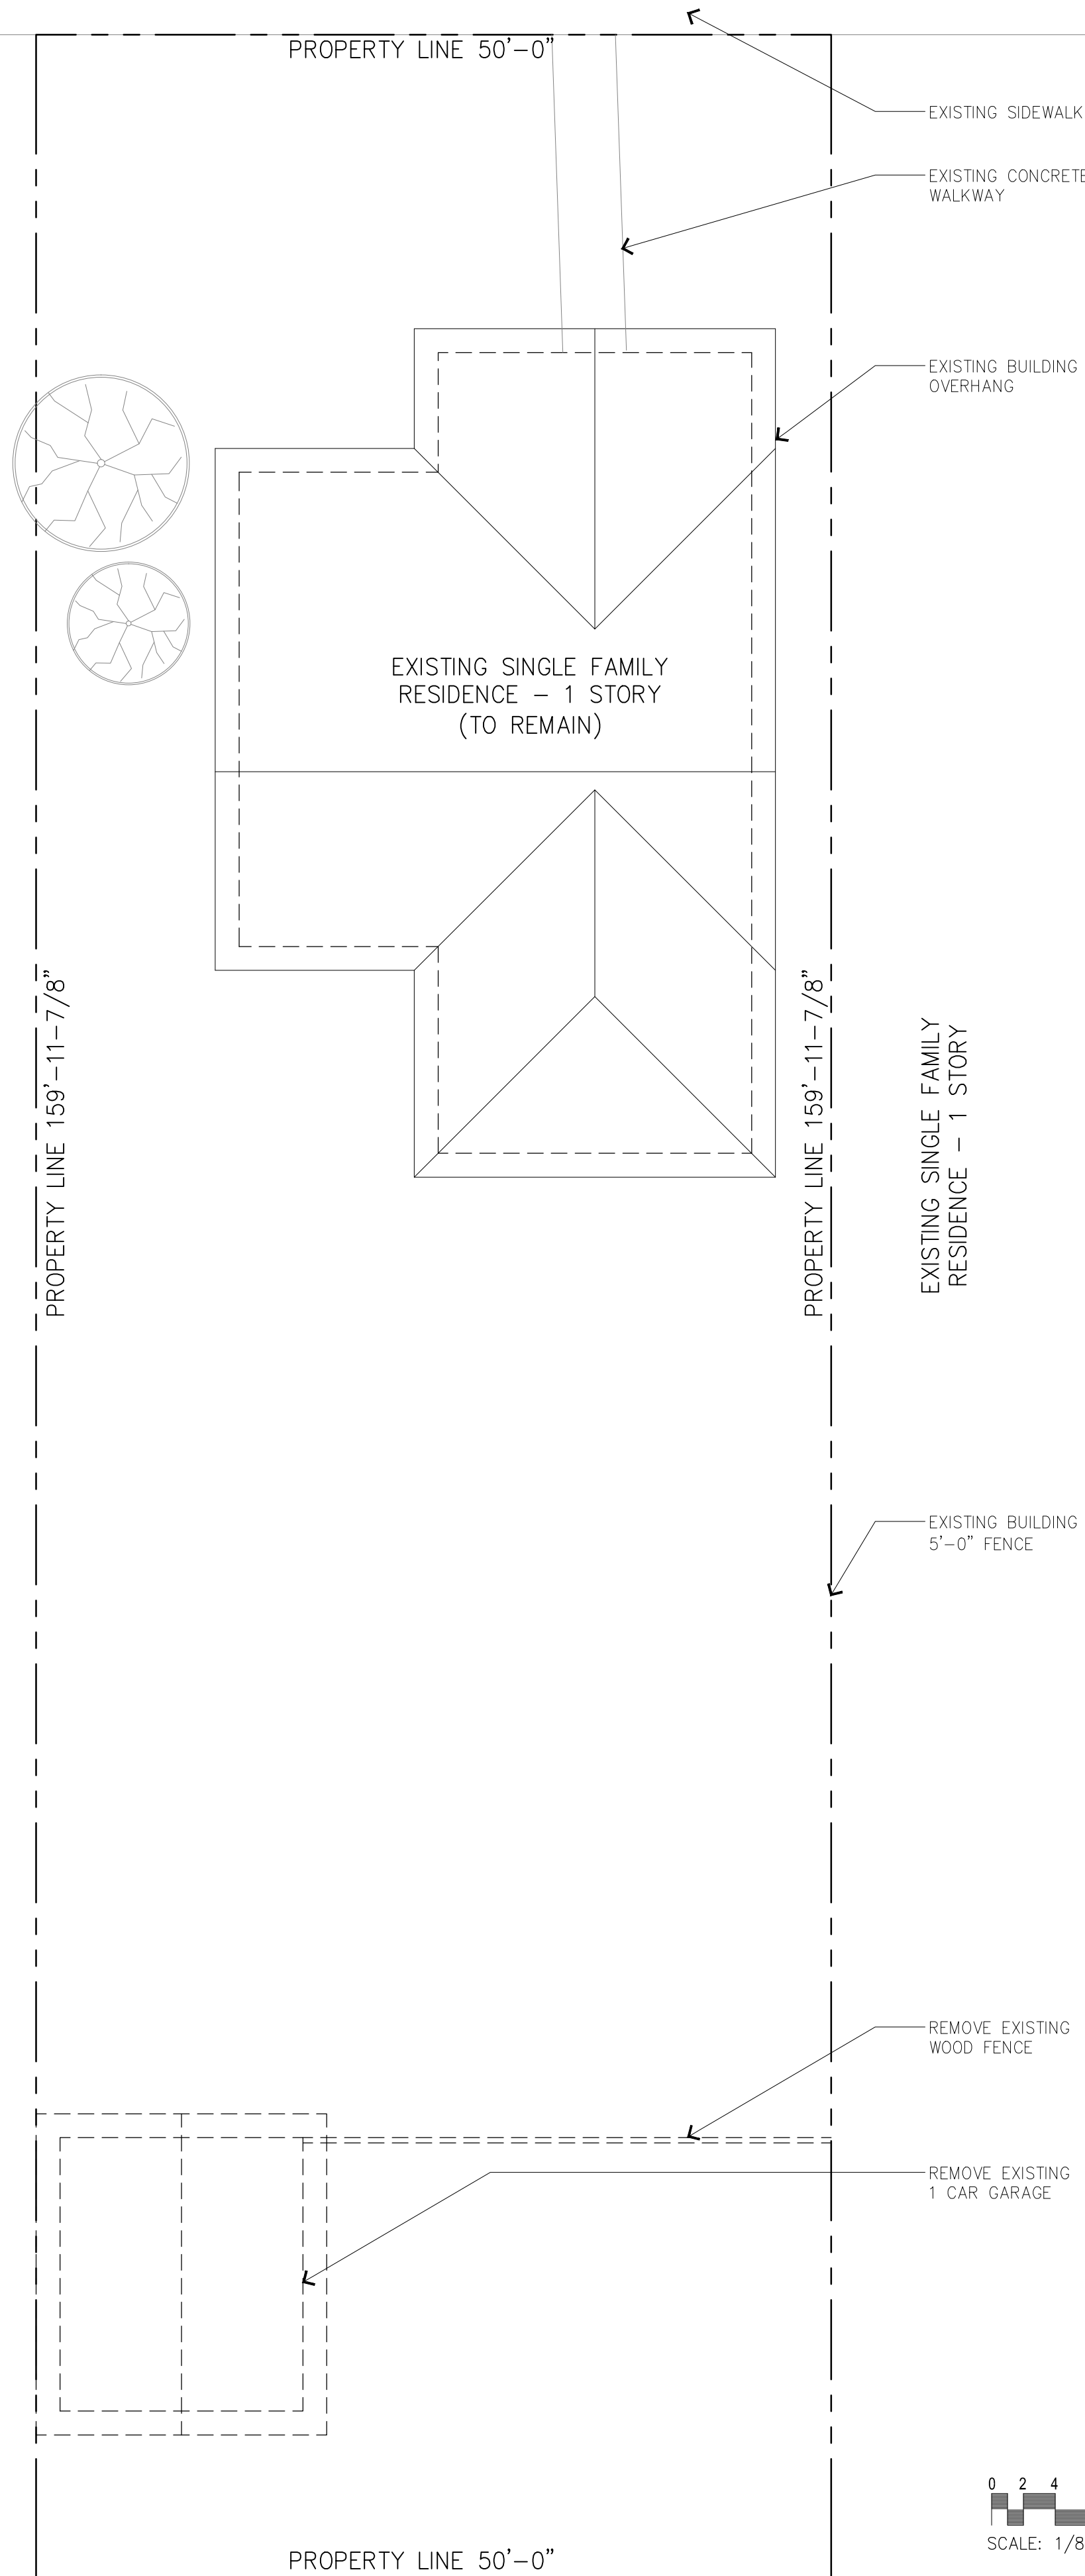 PROPERTY LINE 50'-0"
EXISTING SIDEWALK
EXISTING CONCRETE
WALKWAY
EXISTING BUILDING
OVERHANG
EXISTING SINGLE FAMILY
RESIDENCE - 1 STORY
(TO REMAIN)
PROPERTY LINE 159'-11-7/8"
PROPERTY LINE 159'-11-7/8"
EXISTING SINGLE FAMILY
RESIDENCE - 1 STORY
EXISTING BUILDING
5'-0" FENCE
REMOVE EXISTING
WOOD FENCE
REMOVE EXISTING
1 CAR GARAGE
0 2 4
SCALE: 1/8
PROPERTY LINE 50'-0"